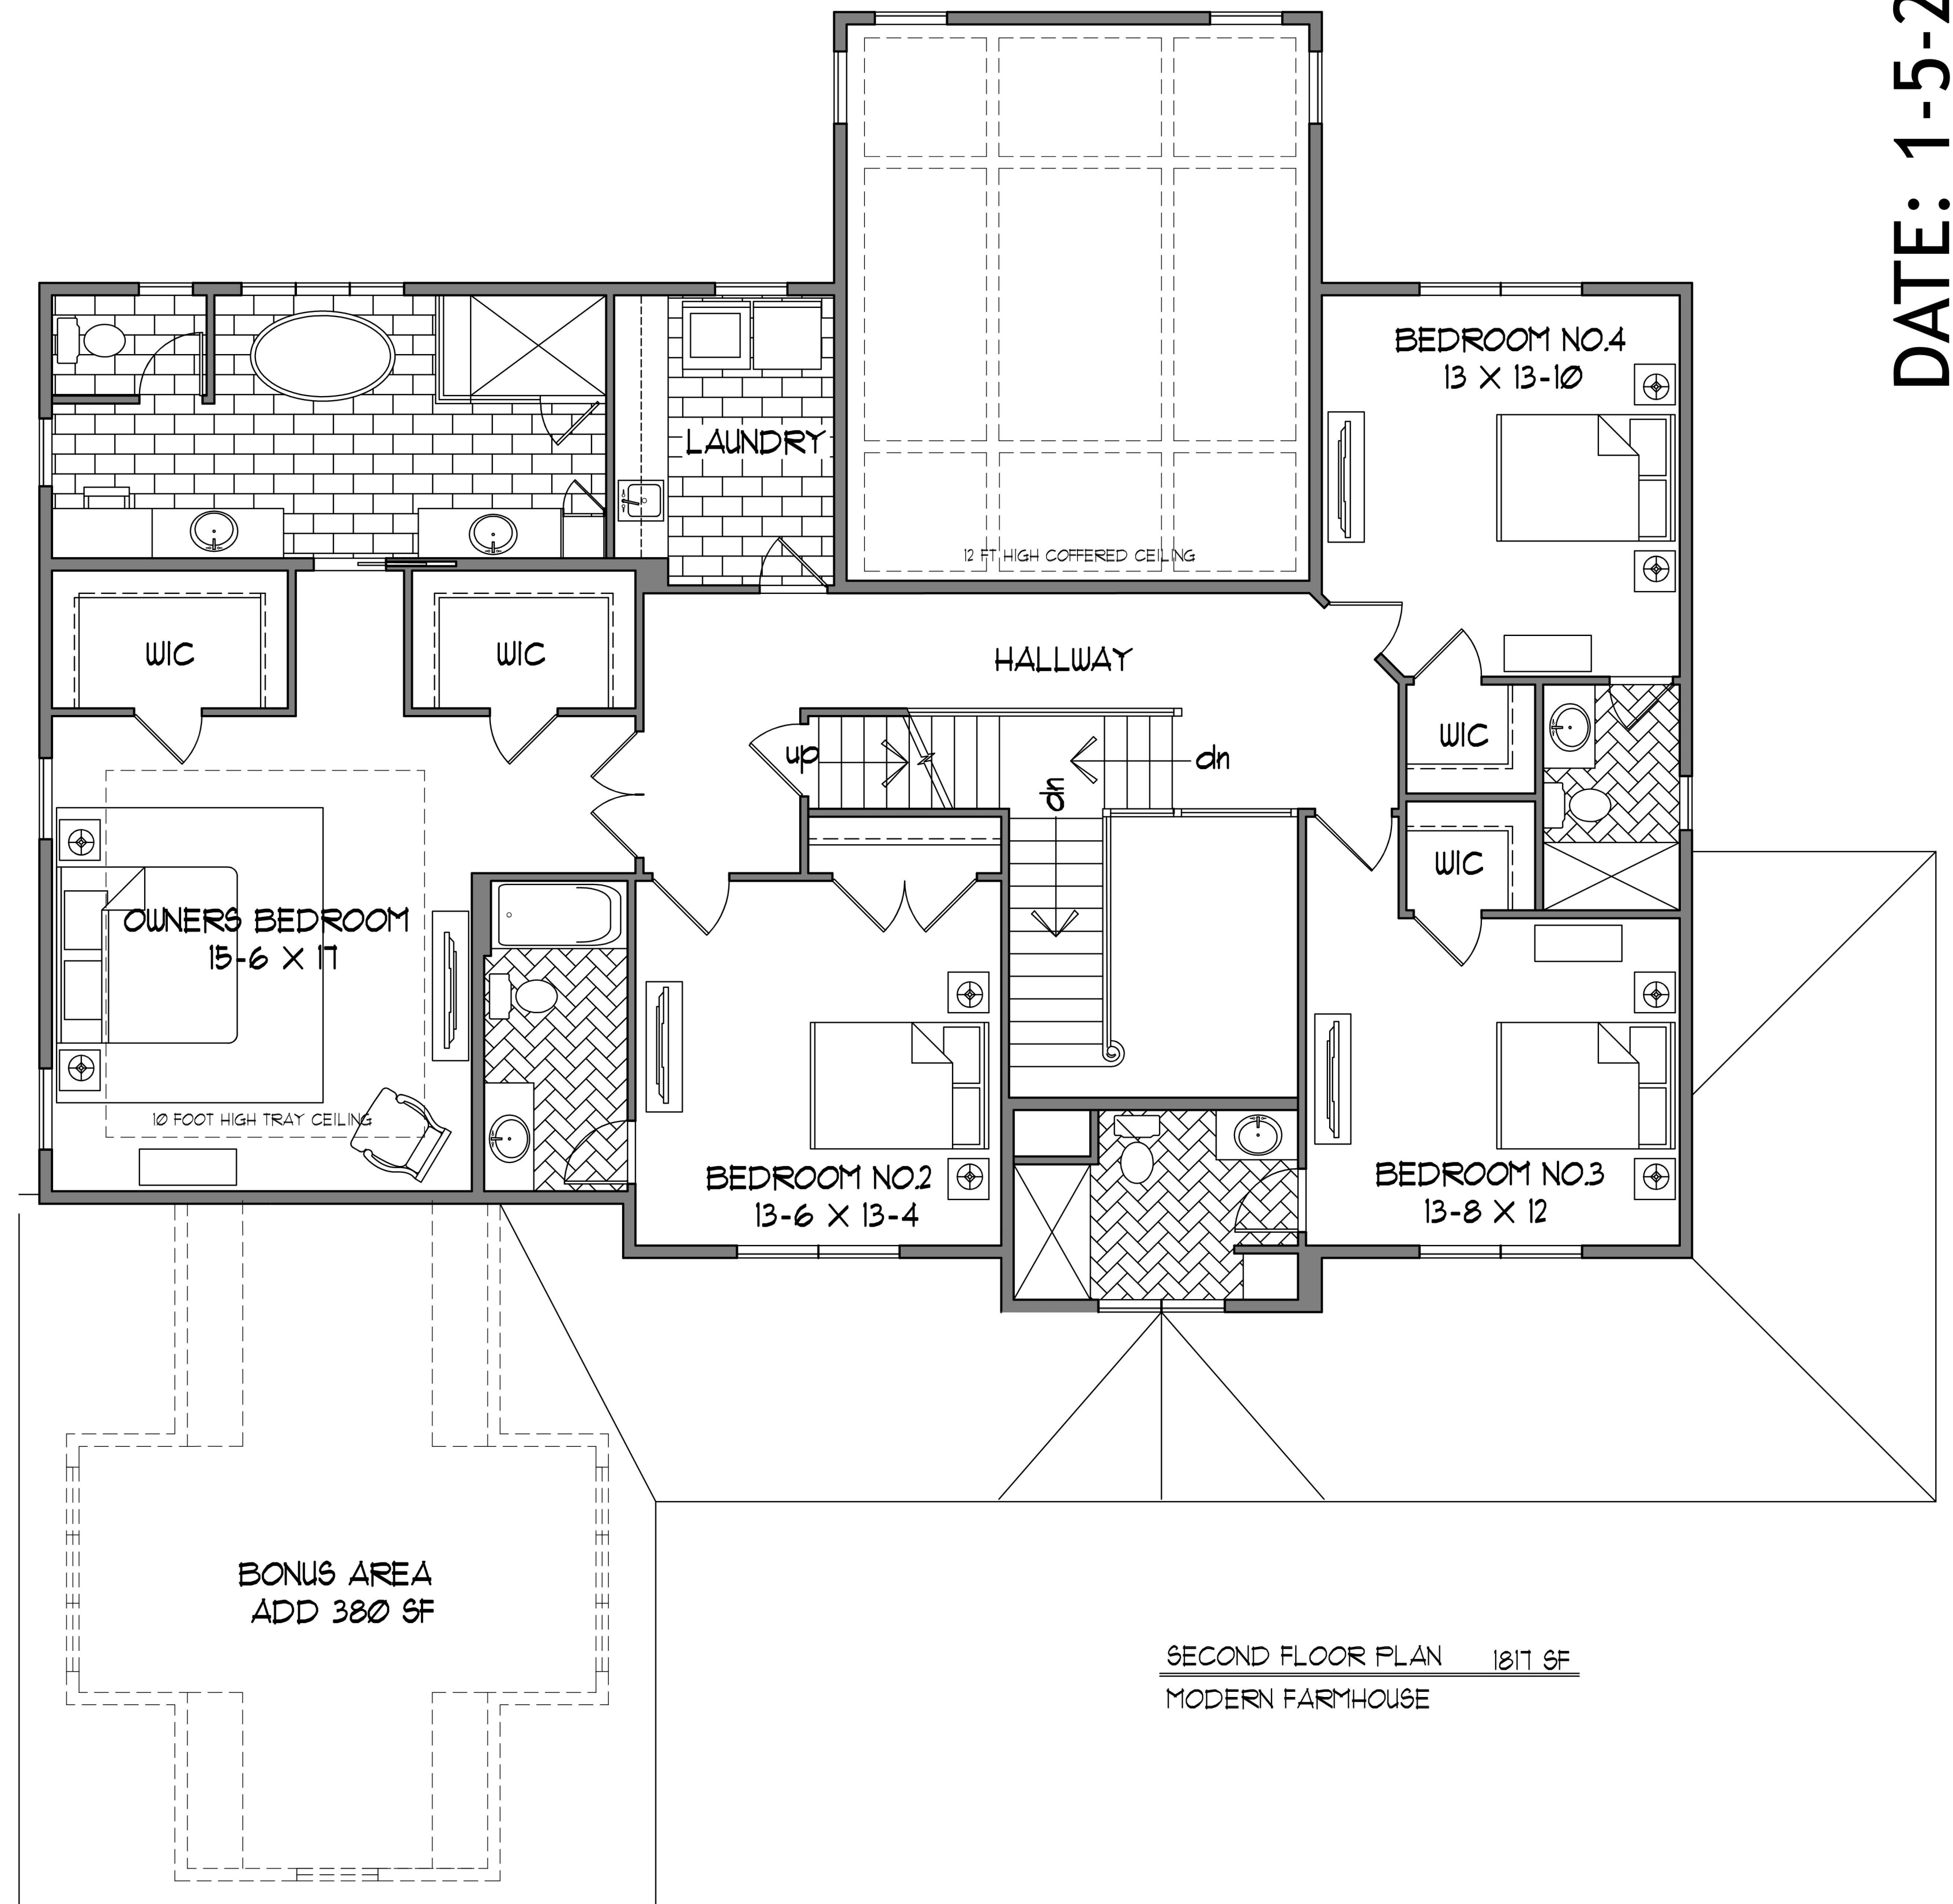 DATE: 1-5-2
BEDROOM NO.4
13 X 13-10
LAUNDRY
12 FT HIGH COFFERED CEILING
WIC
WIC
HALLWAY
WIC
up
dn
dn
WIC
OWNERS BEDROOM
15-6 X 17
10 FOOT HIGH TRAY CEILING
BEDROOM NO.2
13-6 X 13-4
BEDROOM NO.3
13-8 X 12
BONUS AREA
ADD 380 SF
SECOND FLOOR PLAN 1817 SF
MODERN FARMHOUSE